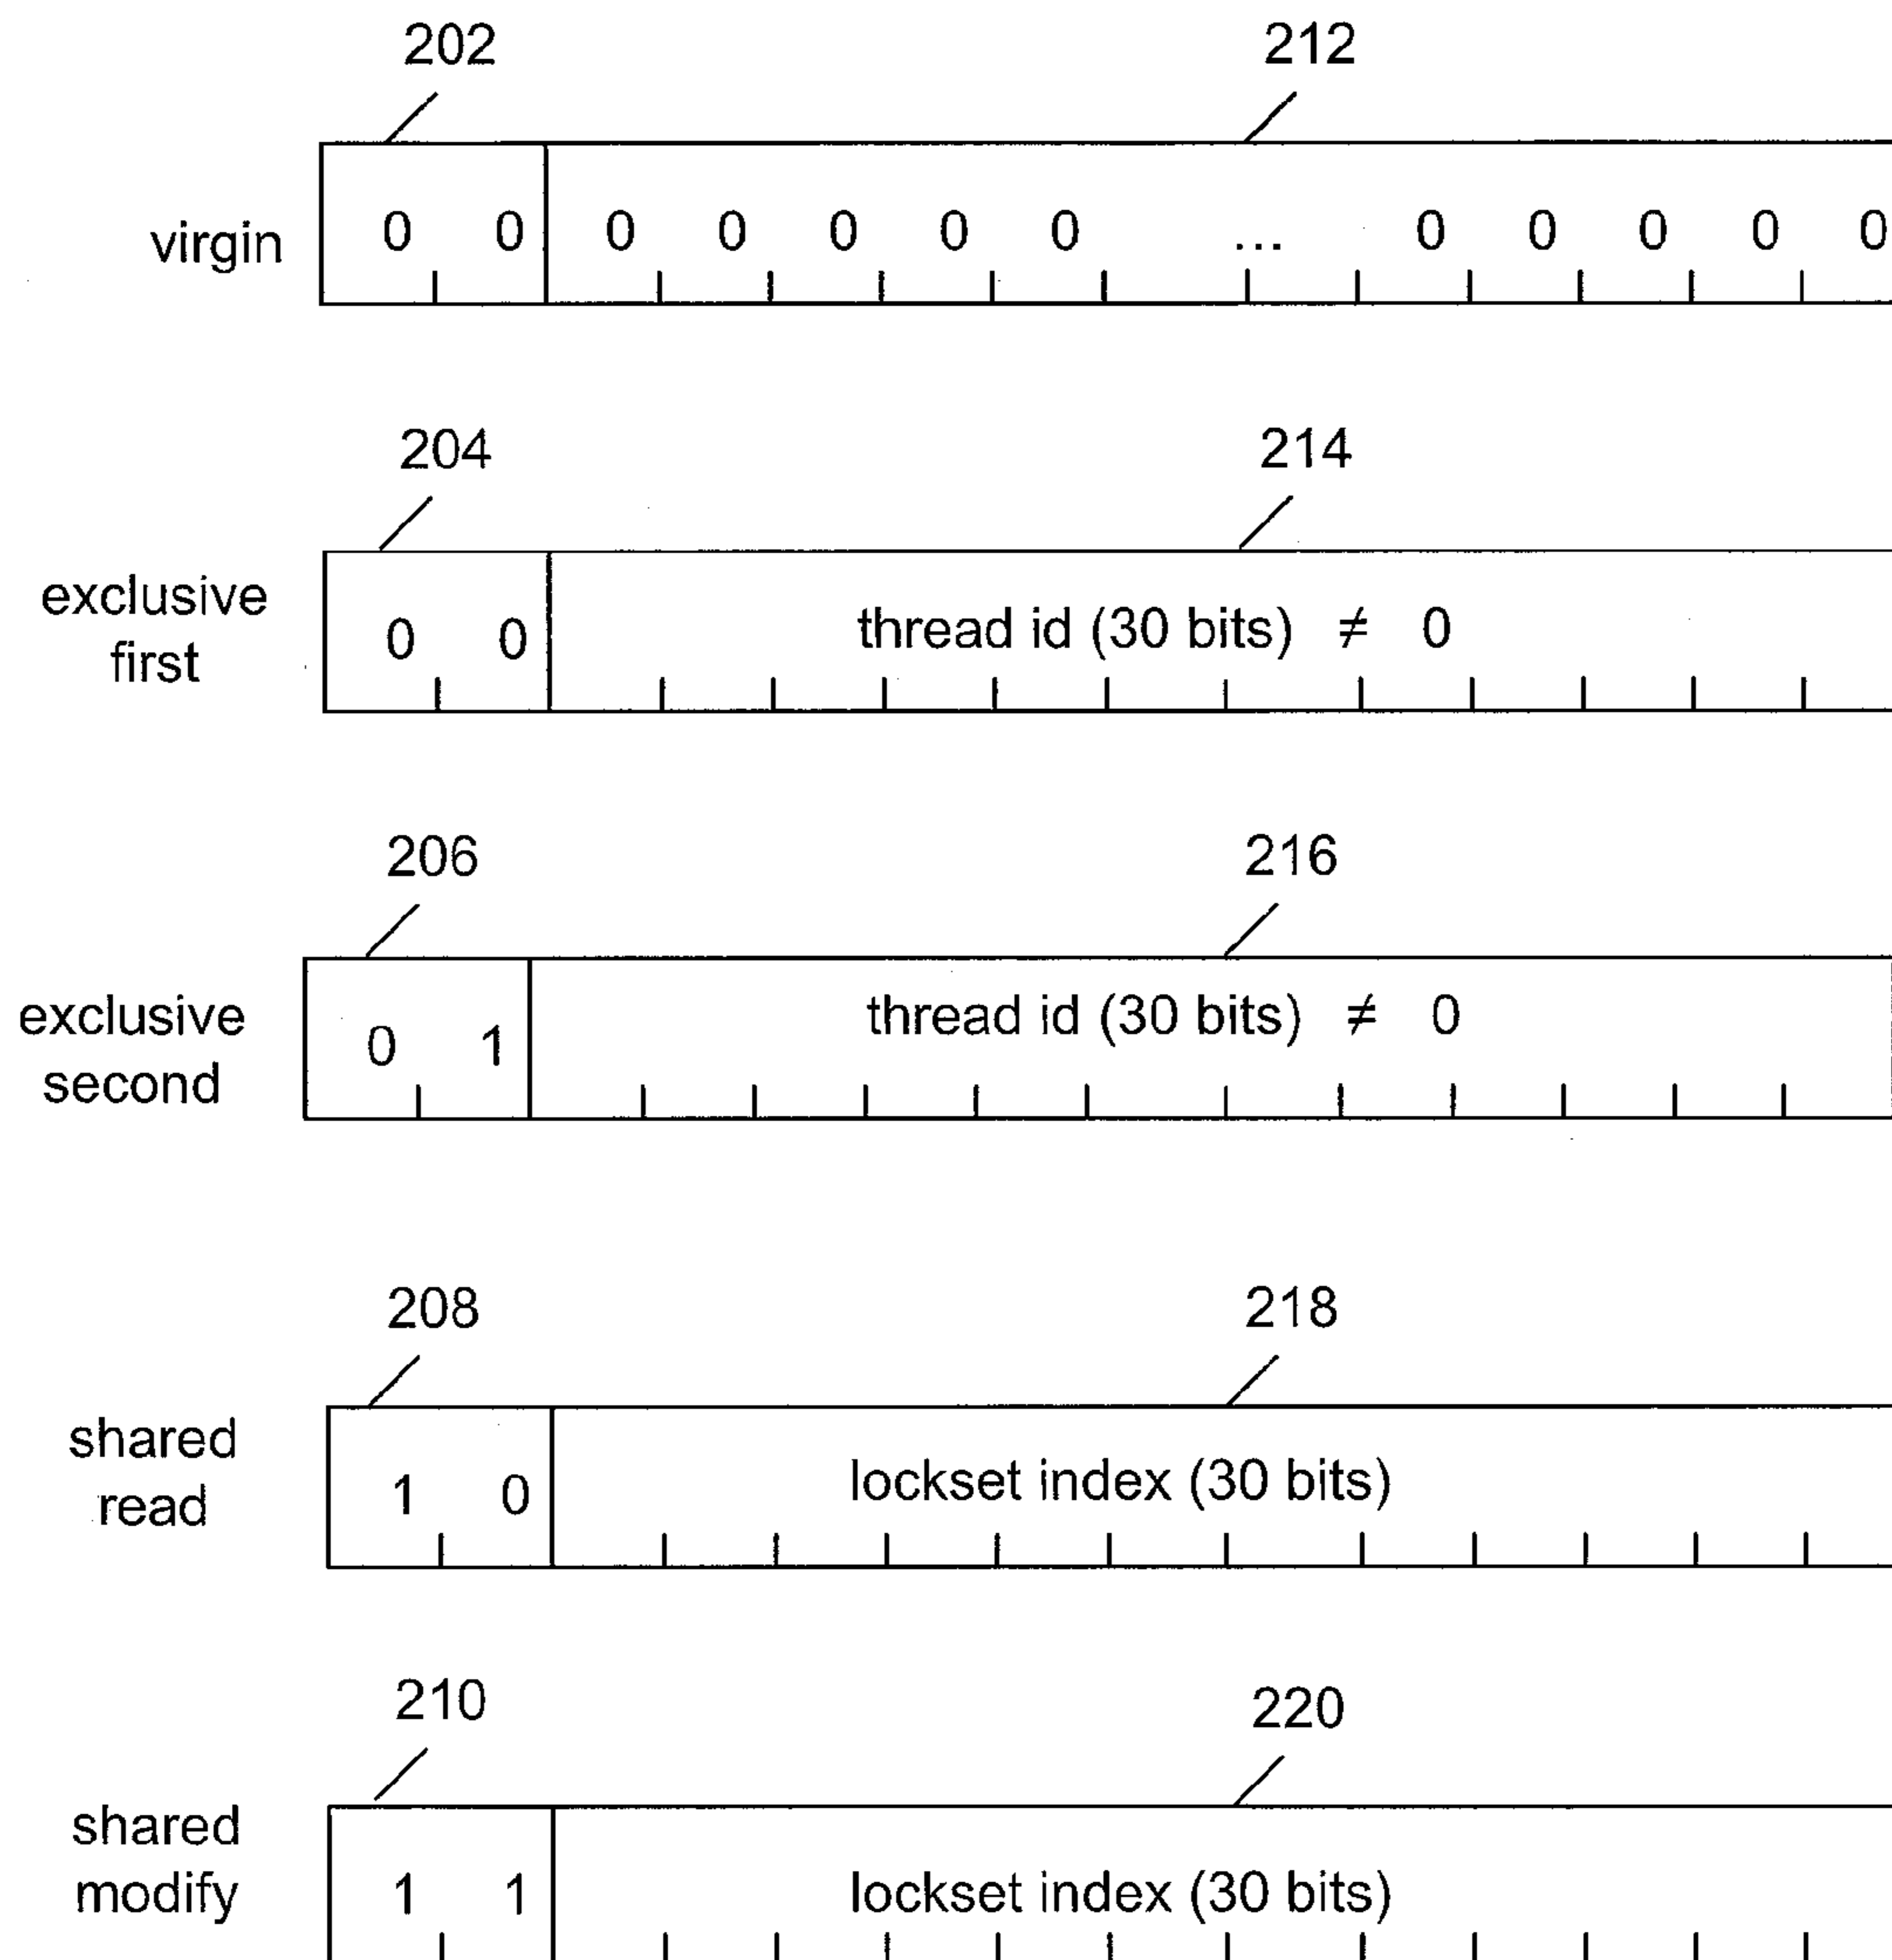 202 212
virgin 0 0 0 0 0 0 0 ... 0 0 0 0 0
204 214
exclusive
first
0 0 thread id (30 bits) ≠ 0
206 216
exclusive
second
0 1 thread id (30 bits) ≠ 0
208 218
shared
read
1 0 lockset index (30 bits)
210 220
shared
modify
1 1 lockset index (30 bits)